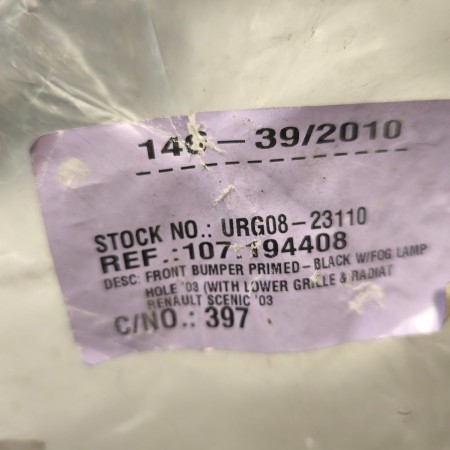 146 - 39/2010
STOCK NO.: URG08-23110
REF.:107.194408
DESC: FRONT BUMPER PRIMED-BLACK W/FOG LAMP
HOLE '03 (WITH LOWER GRILLE & RADIAT
RENAULT SCENIC '03
C/NO.: 397